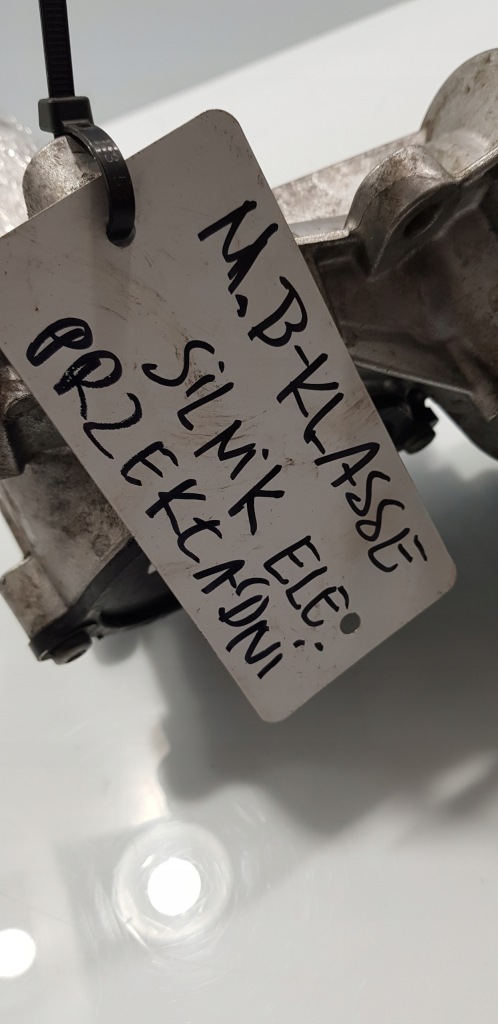 M. B-KLASSE
SILNIK ELE.
PRZEKŁADNI